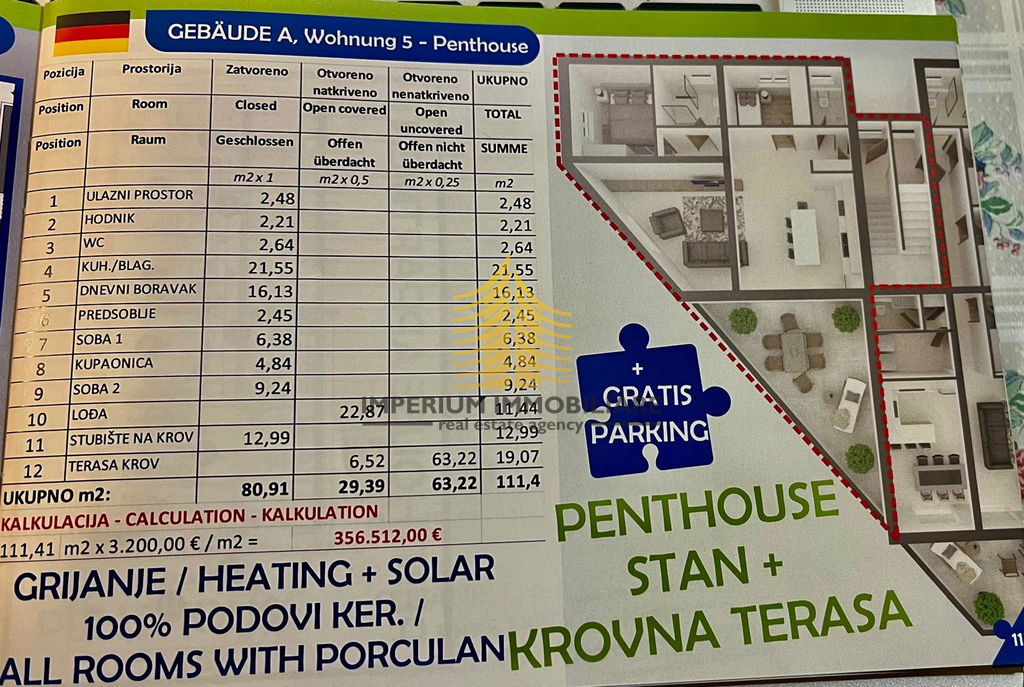 GEBÄUDE A, Wohnung 5 - Penthouse
Pozicija Prostorija Zatvoreno Otvoreno natkriveno Otvoreno nenatkriveno UKUPNO
Position Room Closed Open covered Open uncovered TOTAL
Position Raum Geschlossen Offen überdacht Offen nicht überdacht SUMME
m2 x 1 m2 x 0,5 m2 x 0,25 m2
1 ULAZNI PROSTOR 2,48 2,48
2 HODNIK 2,21 2,21
3 WC 2,64 2,64
4 KUH./BLAG. 21,55 21,55
5 DNEVNI BORAVAK 16,13 16,13
6 PREDSOBLJE 2,45 2,45
7 SOBA 1 6,38 6,38
8 KUPAONICA 4,84 4,84
9 SOBA 2 9,24 9,24
10 LOĐA 22,87 11,44
11 STUBIŠTE NA KROV 12,99 12,99
12 TERASA KROV 6,52 63,22 19,07
UKUPNO m2: 80,91 29,39 63,22 111,4
KALKULACIJA - CALCULATION - KALKULATION
111,41 m2 x 3.200,00 € / m2 = 356.512,00 €
GRIJANJE / HEATING + SOLAR
100% PODOVI KER. /
ALL ROOMS WITH PORCULAN
+
GRATIS
PARKING
PENTHOUSE
STAN +
KROVNA TERASA
IMPERIUM IMMOBILIARE
real estate agency
11